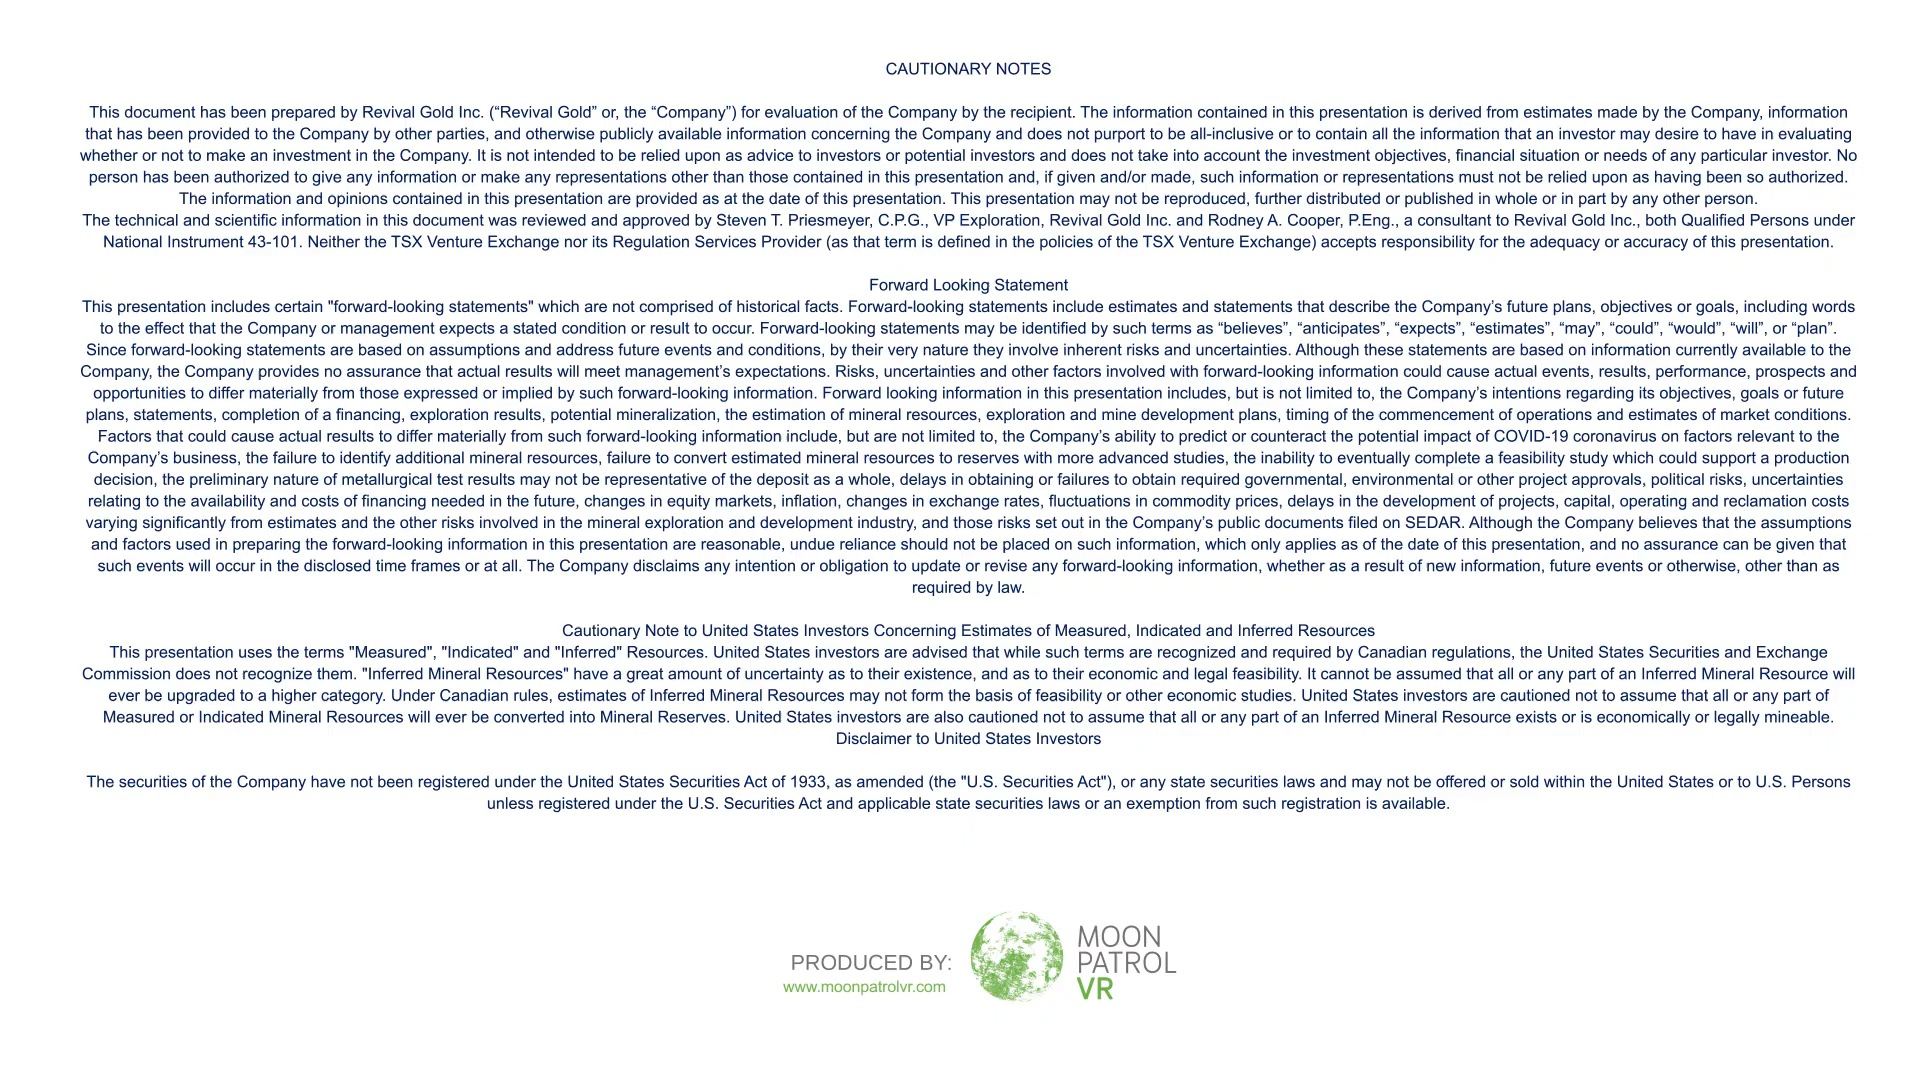 CAUTIONARY NOTES
This document has been prepared by Revival Gold Inc. (“Revival Gold” or, the “Company”) for evaluation of the Company by the recipient. The information contained in this presentation is derived from estimates made by the Company, information
that has been provided to the Company by other parties, and otherwise publicly available information concerning the Company and does not purport to be all-inclusive or to contain all the information that an investor may desire to have in evaluating
whether or not to make an investment in the Company. It is not intended to be relied upon as advice to investors or potential investors and does not take into account the investment objectives, financial situation or needs of any particular investor. No
person has been authorized to give any information or make any representations other than those contained in this presentation and, if given and/or made, such information or representations must not be relied upon as having been so authorized.
The information and opinions contained in this presentation are provided as at the date of this presentation. This presentation may not be reproduced, further distributed or published in whole or in part by any other person.
The technical and scientific information in this document was reviewed and approved by Steven T. Priesmeyer, C.P.G., VP Exploration, Revival Gold Inc. and Rodney A. Cooper, P.Eng., a consultant to Revival Gold Inc., both Qualified Persons under
National Instrument 43-101. Neither the TSX Venture Exchange nor its Regulation Services Provider (as that term is defined in the policies of the TSX Venture Exchange) accepts responsibility for the adequacy or accuracy of this presentation.
Forward Looking Statement
This presentation includes certain "forward-looking statements" which are not comprised of historical facts. Forward-looking statements include estimates and statements that describe the Company’s future plans, objectives or goals, including words
to the effect that the Company or management expects a stated condition or result to occur. Forward-looking statements may be identified by such terms as “believes”, “anticipates”, “expects”, “estimates”, “may”, “could”, “would”, “will”, or “plan”.
Since forward-looking statements are based on assumptions and address future events and conditions, by their very nature they involve inherent risks and uncertainties. Although these statements are based on information currently available to the
Company, the Company provides no assurance that actual results will meet management’s expectations. Risks, uncertainties and other factors involved with forward-looking information could cause actual events, results, performance, prospects and
opportunities to differ materially from those expressed or implied by such forward-looking information. Forward looking information in this presentation includes, but is not limited to, the Company’s intentions regarding its objectives, goals or future
plans, statements, completion of a financing, exploration results, potential mineralization, the estimation of mineral resources, exploration and mine development plans, timing of the commencement of operations and estimates of market conditions.
Factors that could cause actual results to differ materially from such forward-looking information include, but are not limited to, the Company’s ability to predict or counteract the potential impact of COVID-19 coronavirus on factors relevant to the
Company’s business, the failure to identify additional mineral resources, failure to convert estimated mineral resources to reserves with more advanced studies, the inability to eventually complete a feasibility study which could support a production
decision, the preliminary nature of metallurgical test results may not be representative of the deposit as a whole, delays in obtaining or failures to obtain required governmental, environmental or other project approvals, political risks, uncertainties
relating to the availability and costs of financing needed in the future, changes in equity markets, inflation, changes in exchange rates, fluctuations in commodity prices, delays in the development of projects, capital, operating and reclamation costs
varying significantly from estimates and the other risks involved in the mineral exploration and development industry, and those risks set out in the Company’s public documents filed on SEDAR. Although the Company believes that the assumptions
and factors used in preparing the forward-looking information in this presentation are reasonable, undue reliance should not be placed on such information, which only applies as of the date of this presentation, and no assurance can be given that
such events will occur in the disclosed time frames or at all. The Company disclaims any intention or obligation to update or revise any forward-looking information, whether as a result of new information, future events or otherwise, other than as
required by law.
Cautionary Note to United States Investors Concerning Estimates of Measured, Indicated and Inferred Resources
This presentation uses the terms "Measured", "Indicated" and "Inferred" Resources. United States investors are advised that while such terms are recognized and required by Canadian regulations, the United States Securities and Exchange
Commission does not recognize them. "Inferred Mineral Resources" have a great amount of uncertainty as to their existence, and as to their economic and legal feasibility. It cannot be assumed that all or any part of an Inferred Mineral Resource will
ever be upgraded to a higher category. Under Canadian rules, estimates of Inferred Mineral Resources may not form the basis of feasibility or other economic studies. United States investors are cautioned not to assume that all or any part of
Measured or Indicated Mineral Resources will ever be converted into Mineral Reserves. United States investors are also cautioned not to assume that all or any part of an Inferred Mineral Resource exists or is economically or legally mineable.
Disclaimer to United States Investors
The securities of the Company have not been registered under the United States Securities Act of 1933, as amended (the "U.S. Securities Act"), or any state securities laws and may not be offered or sold within the United States or to U.S. Persons
unless registered under the U.S. Securities Act and applicable state securities laws or an exemption from such registration is available.
PRODUCED BY:
www.moonpatrolvr.com
MOON
PATROL
VR